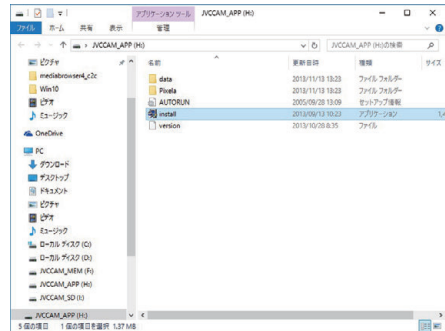 アプリケーション ツール JVCCAM_APP (H:)
ファイル ホーム 共有 表示 管理
JVCCAM_APP (H:) JVCCAM_APP (H:)の検索
名前 更新日時 種類 サイズ
ピクチャ
mediabrowser4_c2c
Win10
ビデオ
ミュージック
OneDrive
PC
ダウンロード
デスクトップ
ドキュメント
ピクチャ
ビデオ
ミュージック
ローカル ディスク (C:)
ローカル ディスク (D:)
JVCCAM_MEM (F:)
JVCCAM_APP (H:)
JVCCAM_SD (I:)
JVCCAM_APP (H:)
data 2013/11/13 18:23 ファイル フォルダー
Pixela 2013/11/13 18:23 ファイル フォルダー
AUTORUN 2005/09/28 13:09 セットアップ情報
install 2013/09/13 10:23 アプリケーション 1,4
version 2013/10/28 8:35 ファイル
5 個の項目 1 個の項目を選択 1.37 MB